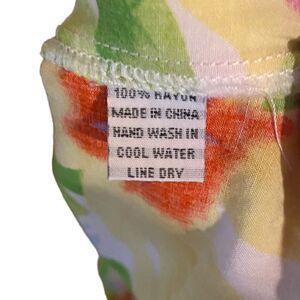 100% RAYON
MADE IN CHINA
HAND WASH IN
COOL WATER
LINE DRY